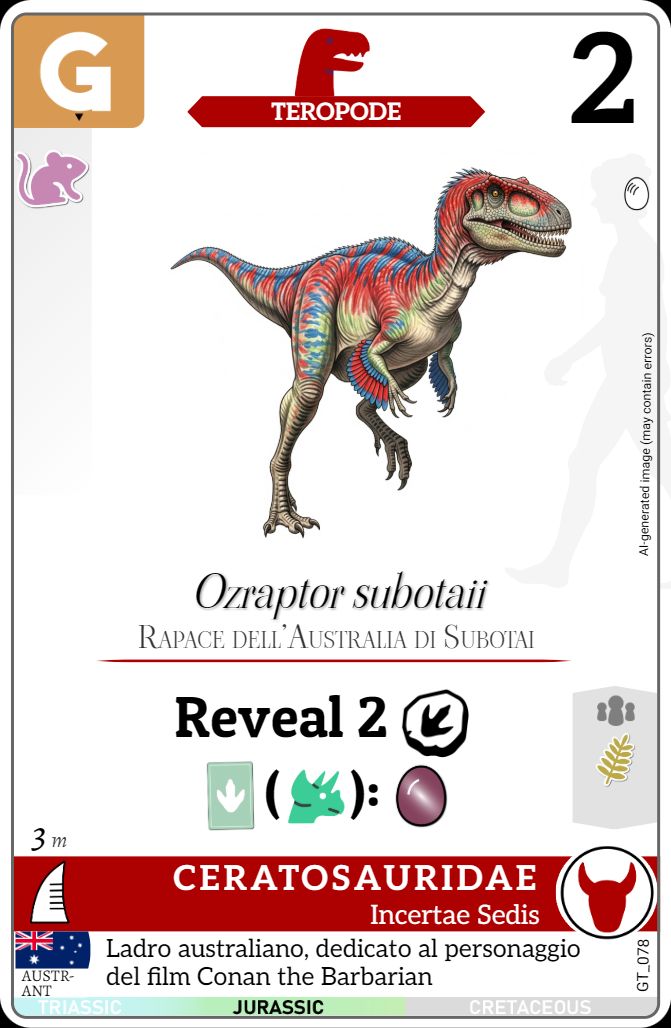 G
TEROPODE
2
AI-generated image (may contain errors)
Ozraptor subotaii
RAPACE DELL'AUSTRALIA DI SUBOTAI
Reveal 2
( ):
3 m
CERATOSAURIDAE
Incertae Sedis
AUSTR-
ANT
Ladro australiano, dedicato al personaggio
del film Conan the Barbarian
GT_078
TRIASSIC
JURASSIC
CRETACEOUS